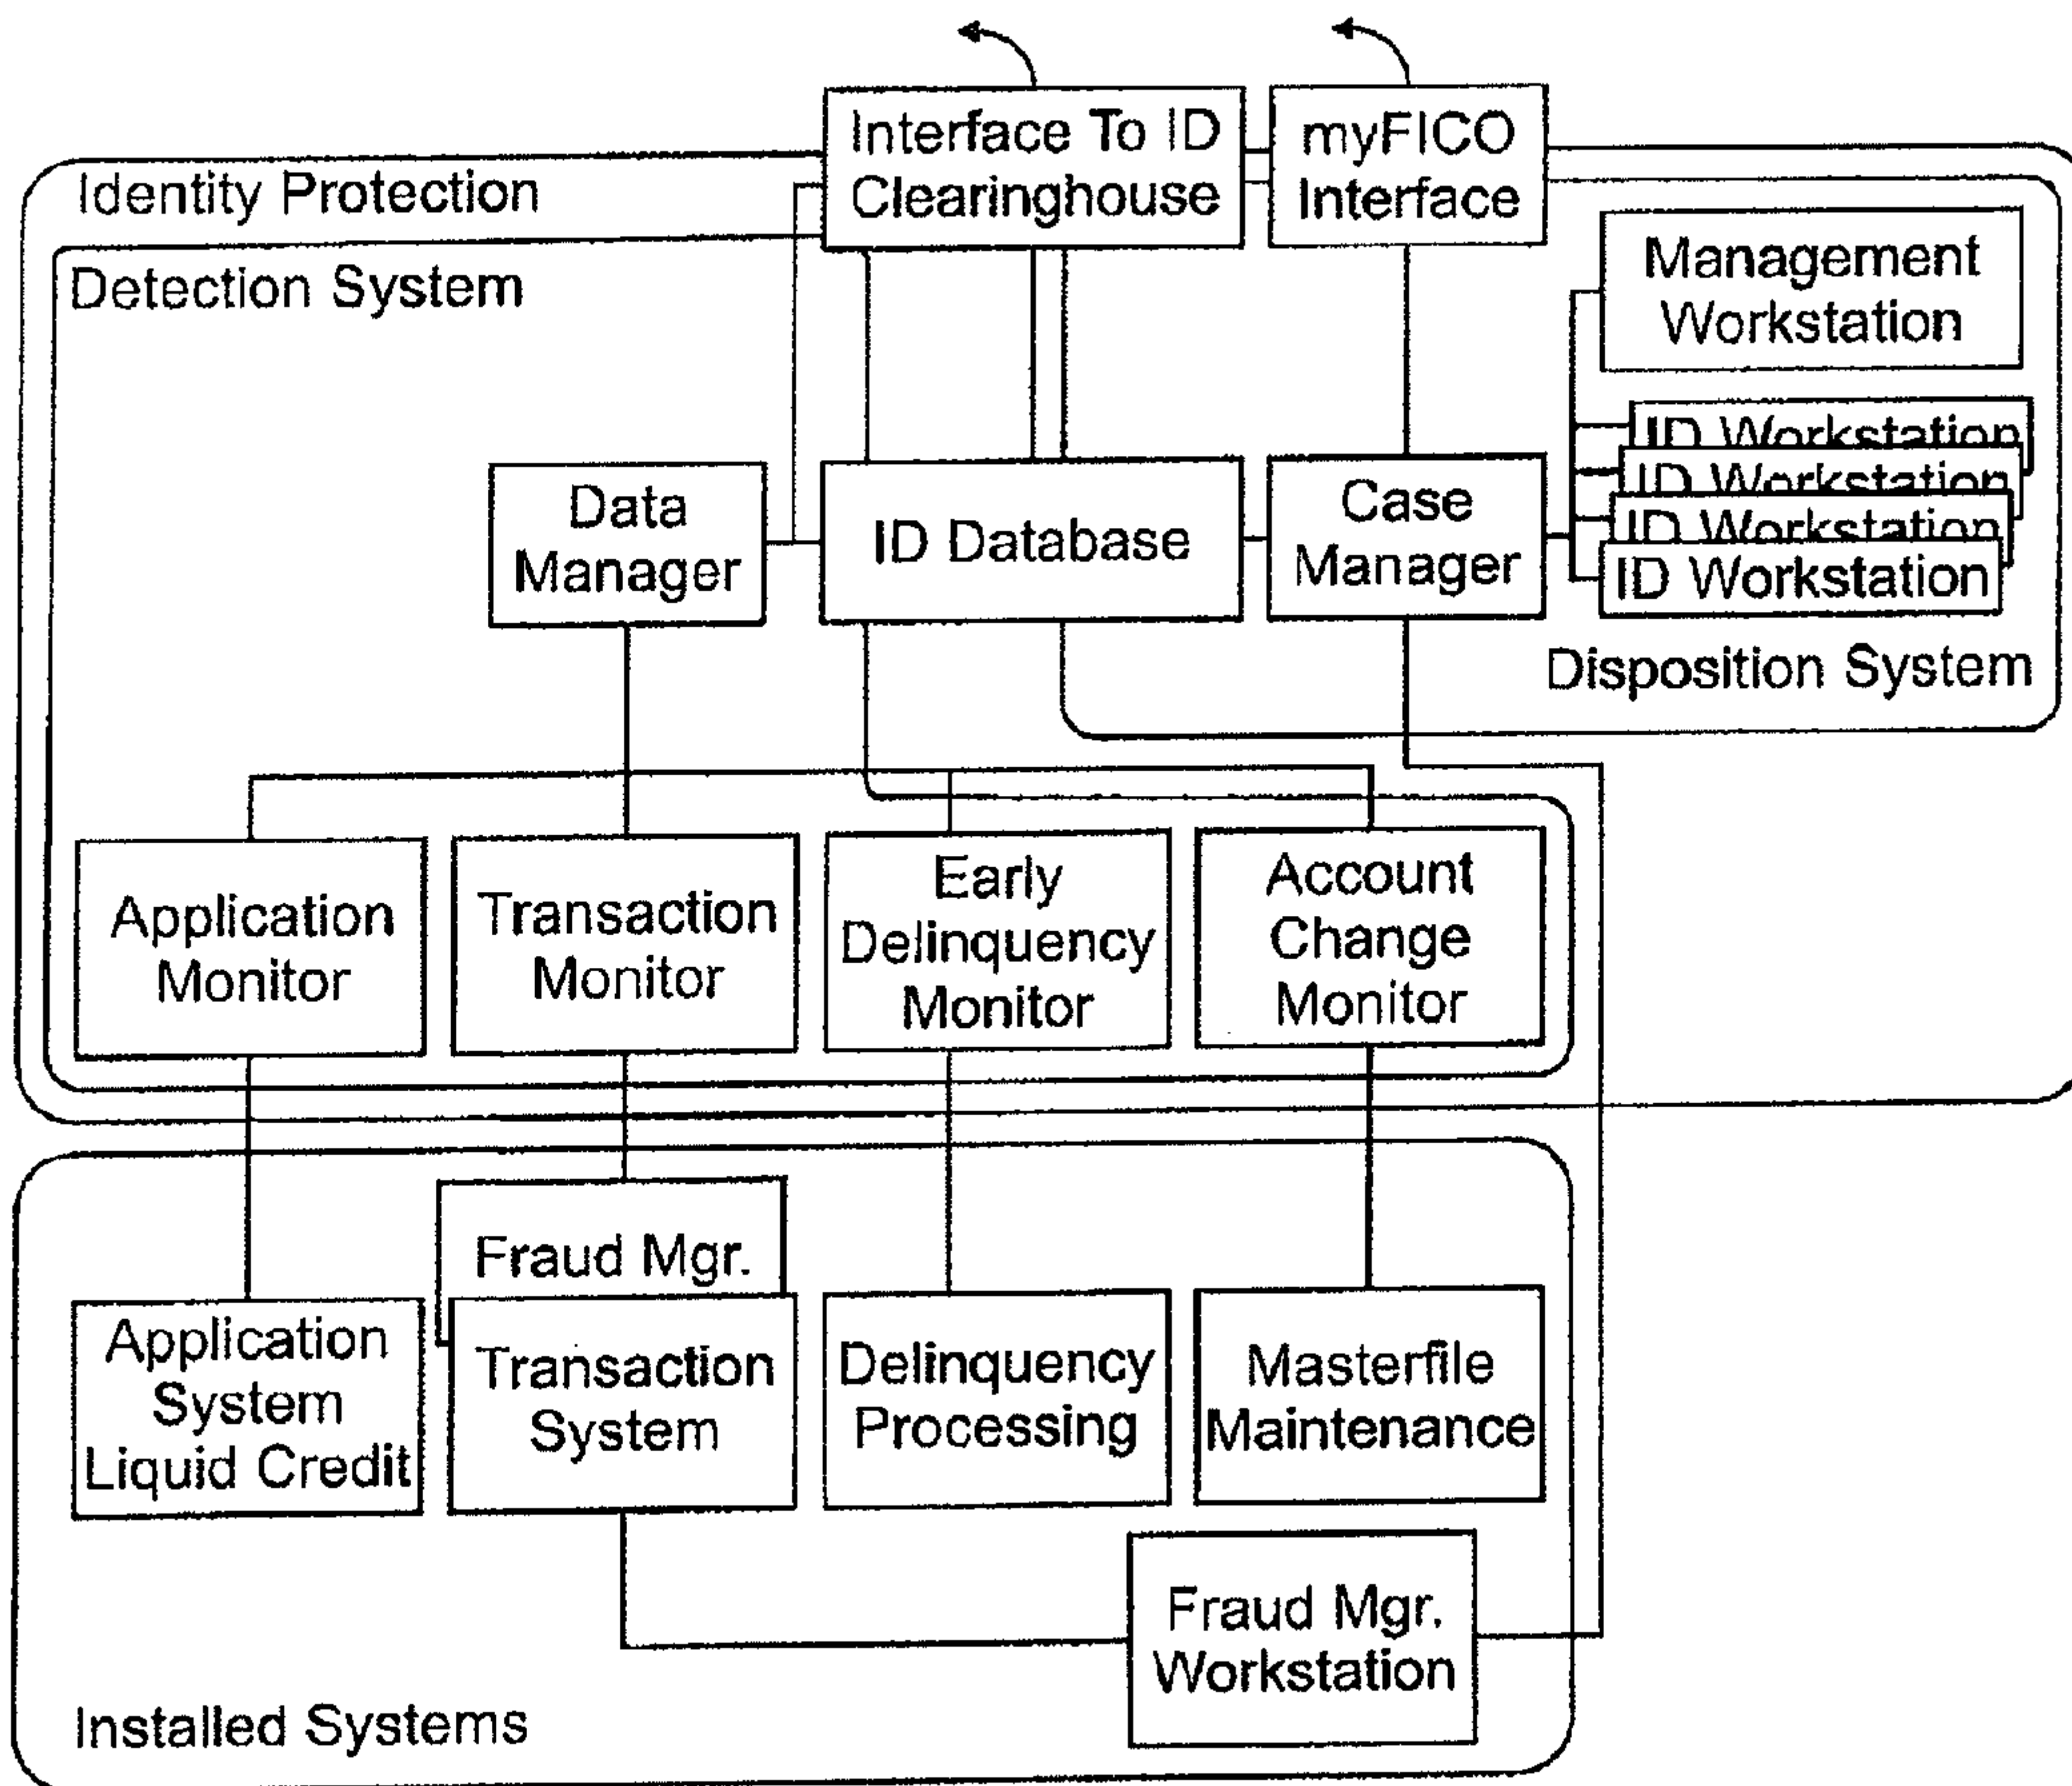 Interface To ID
Clearinghouse
myFICO
Interface
Identity Protection
Detection System
Management
Workstation
ID Workstation
ID Workstation
ID Workstation
ID Workstation
Data
Manager
ID Database
Case
Manager
Disposition System
Application
Monitor
Transaction
Monitor
Early
Delinquency
Monitor
Account
Change
Monitor
Fraud Mgr.
Application
System
Liquid Credit
Transaction
System
Delinquency
Processing
Masterfile
Maintenance
Fraud Mgr.
Workstation
Installed Systems